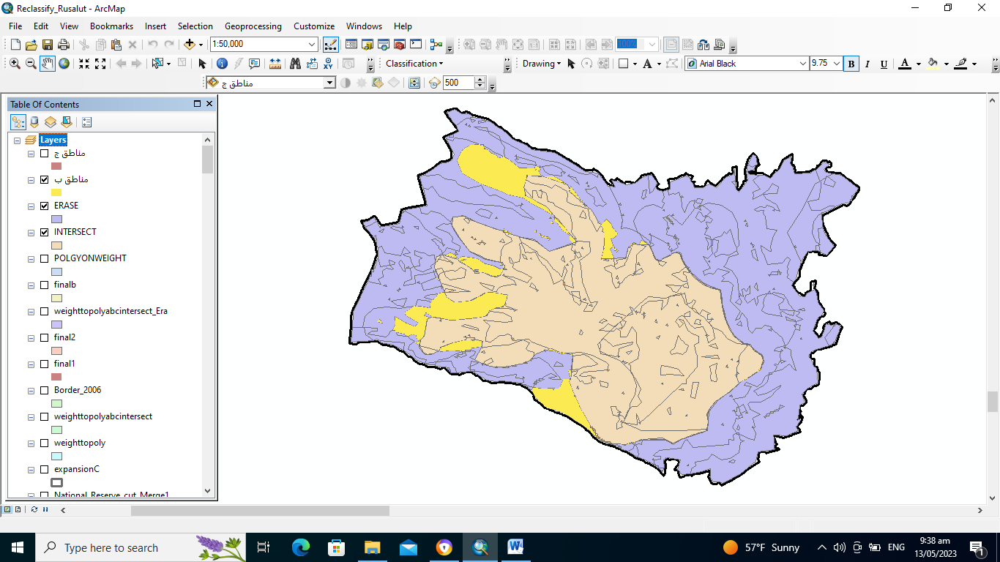 Reclassify_Rusalut - ArcMap
File Edit View Bookmarks Insert Selection Geoprocessing Customize Windows Help
1:50,000
100%
Classification
Drawing
Arial Black
9.75
B I U A
مناطق ج
500
Table Of Contents
Layers
مناطق ج
مناطق ب
ERASE
INTERSECT
POLGYONWEIGHT
finalb
weighttopolyabcintersect_Era
final2
final1
Border_2006
weighttopolyabcintersect
weighttopoly
expansionC
National_Reserve_cut_Merge1
Type here to search
57°F Sunny
ENG
9:38 am
13/05/2023
1